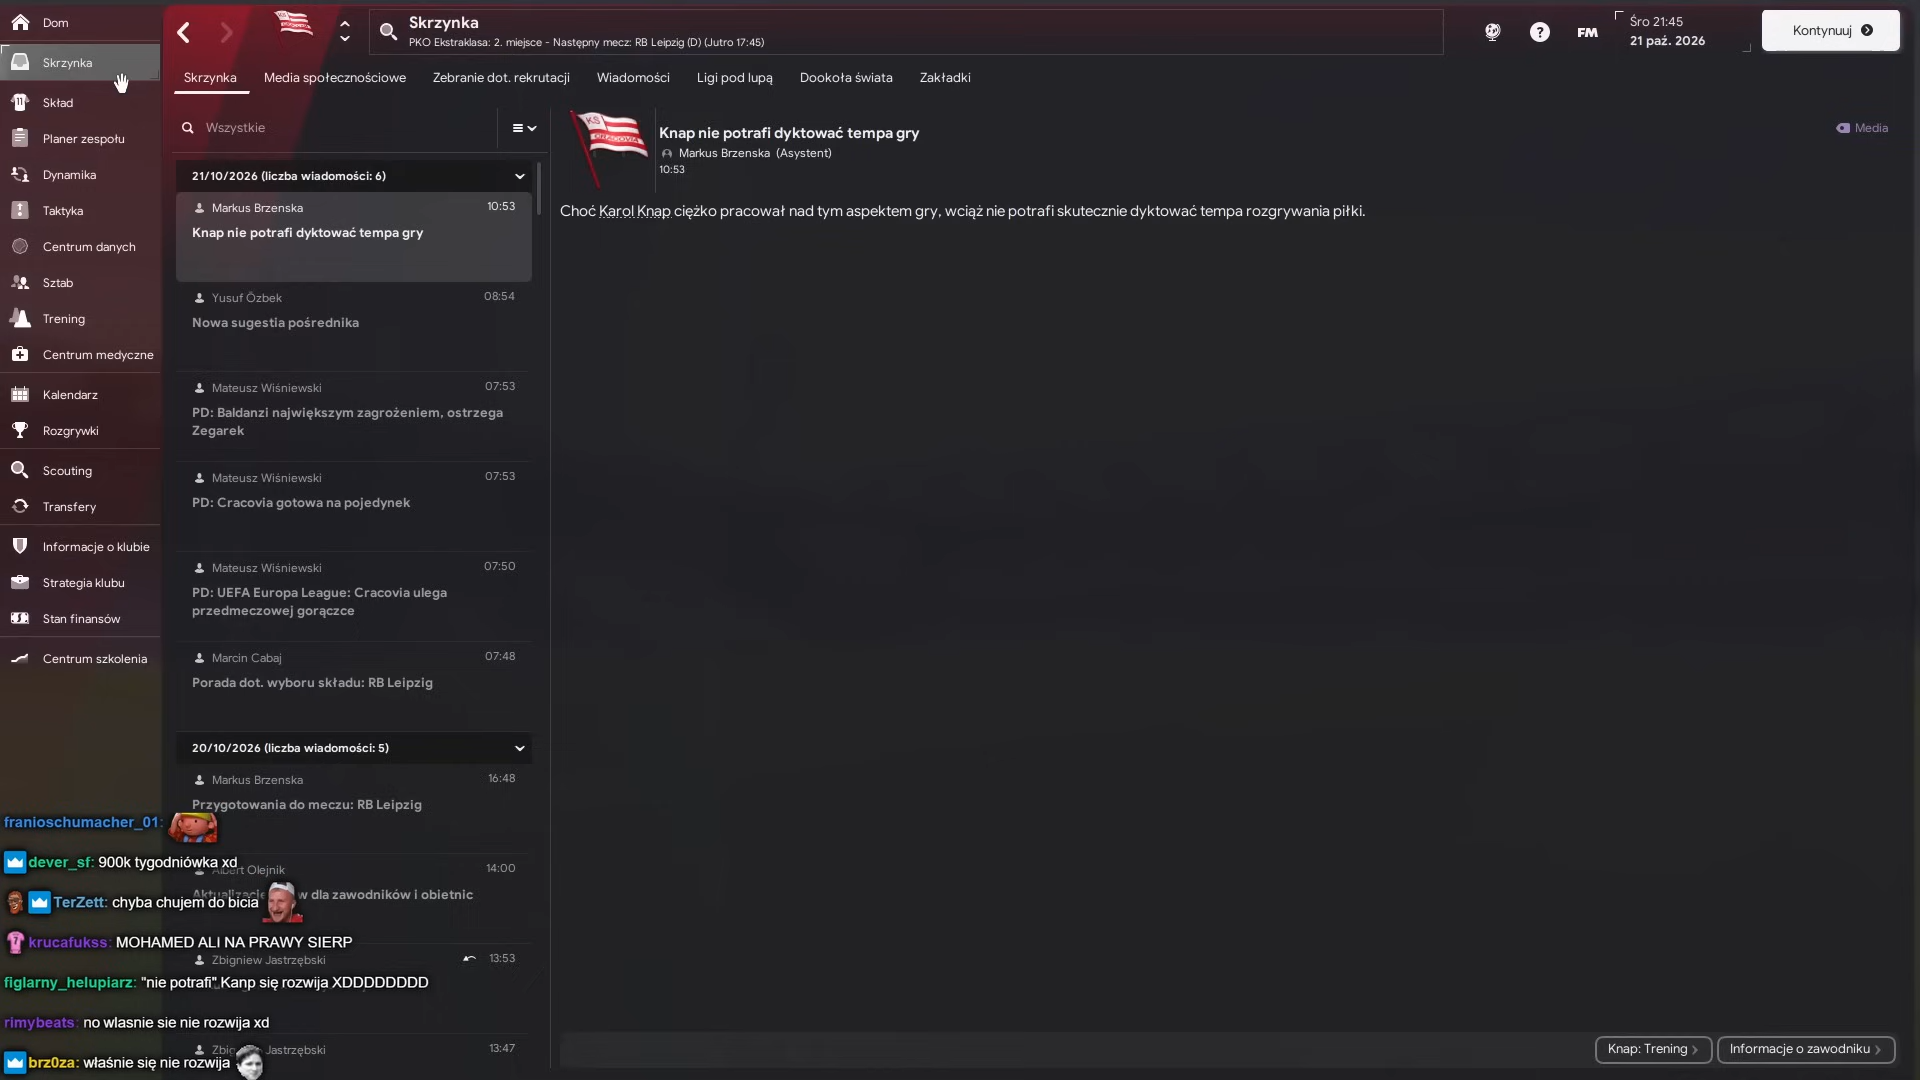 Dom
Skrzynka
Skład
Planer zespołu
Dynamika
Taktyka
Centrum danych
Sztab
Trening
Centrum medyczne
Kalendarz
Rozgrywki
Scouting
Transfery
Informacje o klubie
Strategia klubu
Stan finansów
Centrum szkolenia
Skrzynka
PKO Ekstraklasa: 2. miejsce - Następny mecz: RB Leipzig (D) (Jutro 17:45)
FM
Śro 21:45
21 paź. 2026
Kontynuuj
Skrzynka Media społecznościowe Zebranie dot. rekrutacji Wiadomości Ligi pod lupą Dookoła świata Zakładki
Wszystkie
21/10/2026 (liczba wiadomości: 6)
Markus Brzenska 10:53
Knap nie potrafi dyktować tempa gry
Yusuf Özbek 08:54
Nowa sugestia pośrednika
Mateusz Wiśniewski 07:53
PD: Baldanzi największym zagrożeniem, ostrzega
Zegarek
Mateusz Wiśniewski 07:53
PD: Cracovia gotowa na pojedynek
Mateusz Wiśniewski 07:50
PD: UEFA Europa League: Cracovia ulega
przedmeczowej gorączce
Marcin Cabaj 07:48
Porada dot. wyboru składu: RB Leipzig
20/10/2026 (liczba wiadomości: 5)
Markus Brzenska 16:48
Przygotowania do meczu: RB Leipzig
Albert Olejnik 14:00
dla zawodników i obietnic
Zbigniew Jastrzębski 13:53
Jastrzębski 13:47
KS
CRACOVIA
Knap nie potrafi dyktować tempa gry
Markus Brzenska (Asystent)
10:53
Media
Choć Karol Knap ciężko pracował nad tym aspektem gry, wciąż nie potrafi skutecznie dyktować tempa rozgrywania piłki.
franioschumacher_01:
dever_sf: 900k tygodniówka xd
TerZett: chyba chujem do bicia
krucafukss: MOHAMED ALI NA PRAWY SIERP
figlarny_helupiarz: "nie potrafi" Kanp się rozwija XDDDDDDDD
rimybeats: no wlasnie sie nie rozwija xd
brz0za: właśnie się nie rozwija
Knap: Trening
Informacje o zawodniku